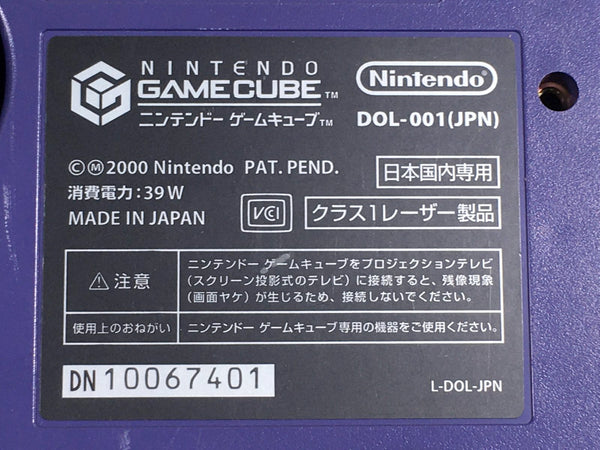 NINTENDO
GAMECUBE™
ニンテンドー ゲームキューブ™
Nintendo
DOL-001(JPN)
©Ⓜ2000 Nintendo PAT. PEND.
消費電力:39W
MADE IN JAPAN
日本国内専用
VCI
クラス1レーザー製品
⚠ 注意
ニンテンドー ゲームキューブをプロジェクションテレビ
(スクリーン投影式のテレビ)に接続すると、残像現象
(画面ヤケ)が生じるため、接続しないでください。
使用上のおねがい
ニンテンドー ゲームキューブ専用の機器をご使用ください。
DN10067401
L-DOL-JPN